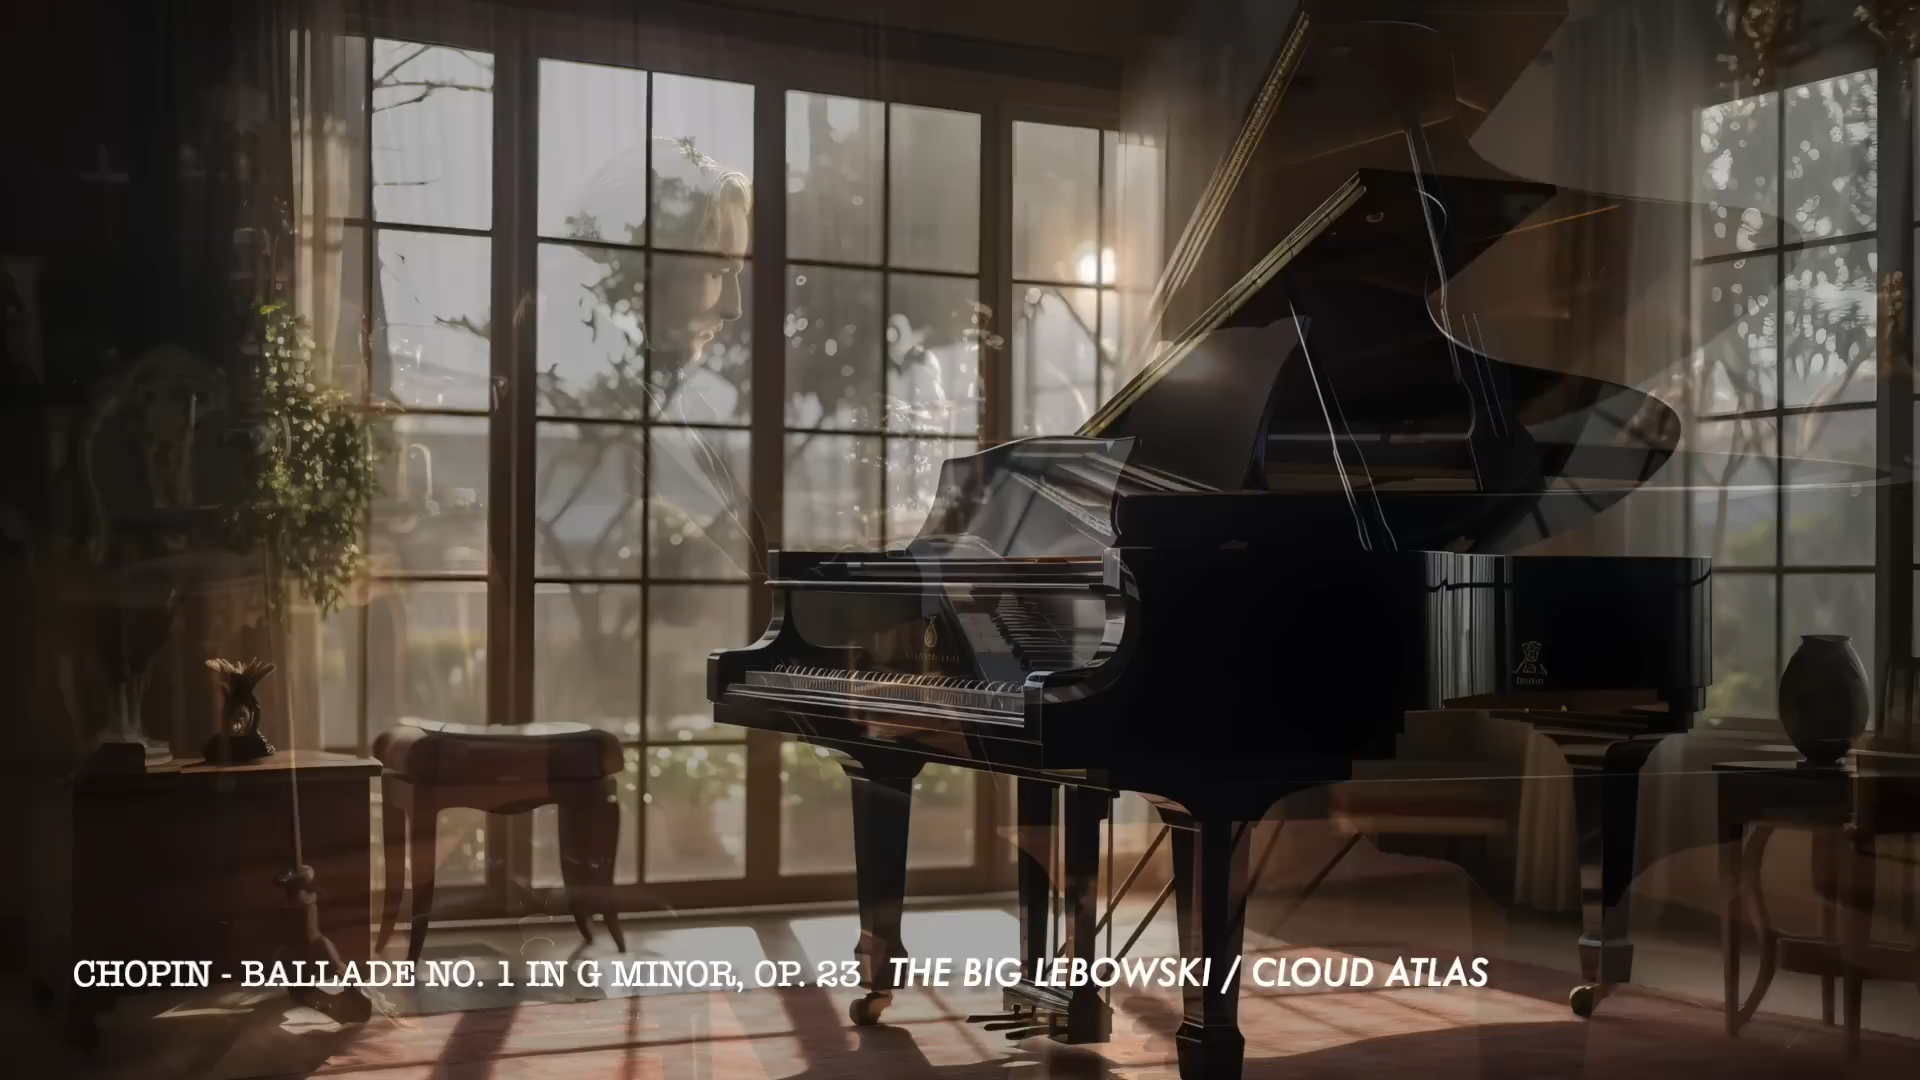 CHOPIN - BALLADE NO. 1 IN G MINOR, OP. 23 THE BIG LEBOWSKI / CLOUD ATLAS